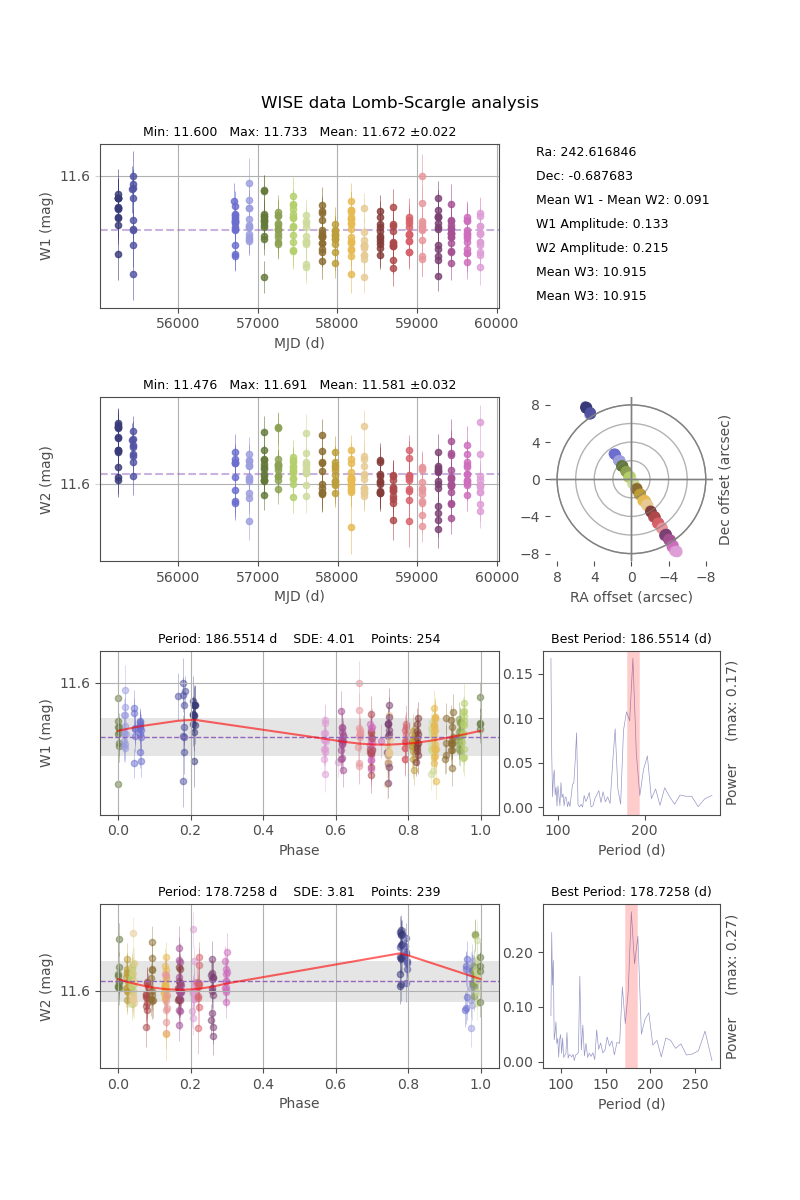 WISE data Lomb-Scargle analysis
Min: 11.600   Max: 11.733   Mean: 11.672 ±0.022
11.6
W1 (mag)
56000 57000 58000 59000 60000
MJD (d)
Ra: 242.616846
Dec: -0.687683
Mean W1 - Mean W2: 0.091
W1 Amplitude: 0.133
W2 Amplitude: 0.215
Mean W3: 10.915
Mean W3: 10.915
Min: 11.476   Max: 11.691   Mean: 11.581 ±0.032
11.6
W2 (mag)
56000 57000 58000 59000 60000
MJD (d)
8
4
0
−4
−8
8 4 0 −4 −8
RA offset (arcsec)
Dec offset (arcsec)
Period: 186.5514 d    SDE: 4.01    Points: 254
11.6
W1 (mag)
0.0 0.2 0.4 0.6 0.8 1.0
Phase
Best Period: 186.5514 (d)
0.15
0.10
0.05
0.00
100 200
Period (d)
Power    (max: 0.17)
Period: 178.7258 d    SDE: 3.81    Points: 239
11.6
W2 (mag)
0.0 0.2 0.4 0.6 0.8 1.0
Phase
Best Period: 178.7258 (d)
0.20
0.10
0.00
100 150 200 250
Period (d)
Power    (max: 0.27)